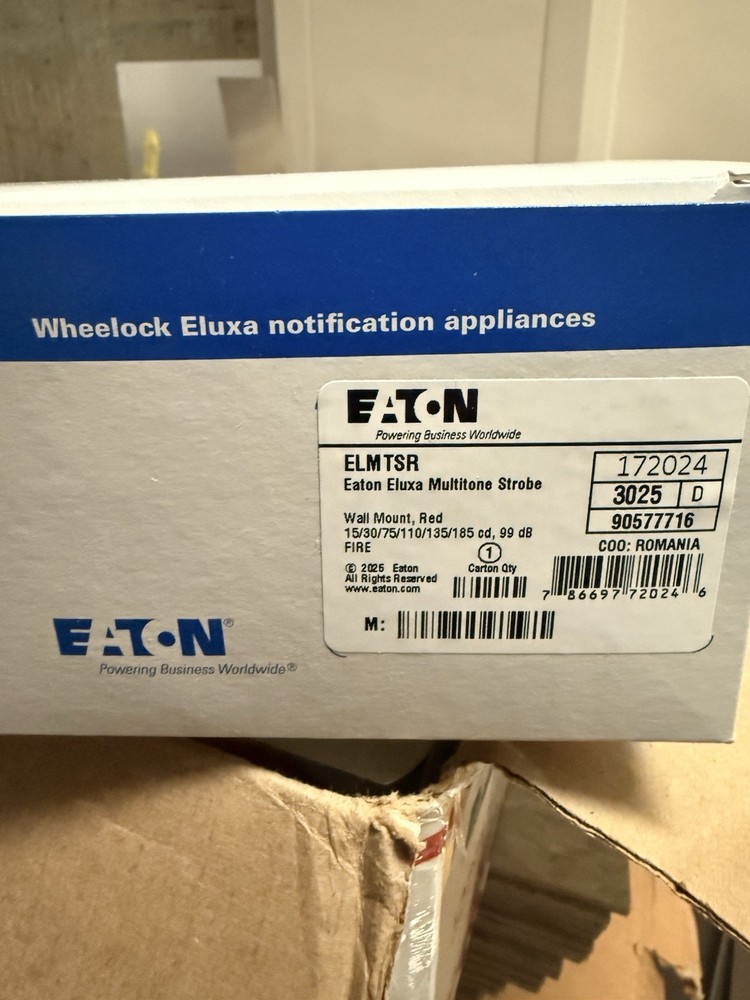 Wheelock Eluxa notification appliances
EATON
Powering Business Worldwide
ELMTSR
Eaton Eluxa Multitone Strobe
172024
3025 D
90577716
Wall Mount, Red
15/30/75/110/135/185 cd, 99 dB
FIRE
COO: ROMANIA
1
Carton Qty
© 2025 Eaton
All Rights Reserved
www.eaton.com
7 86697 72024 6
M:
EATON®
Powering Business Worldwide®